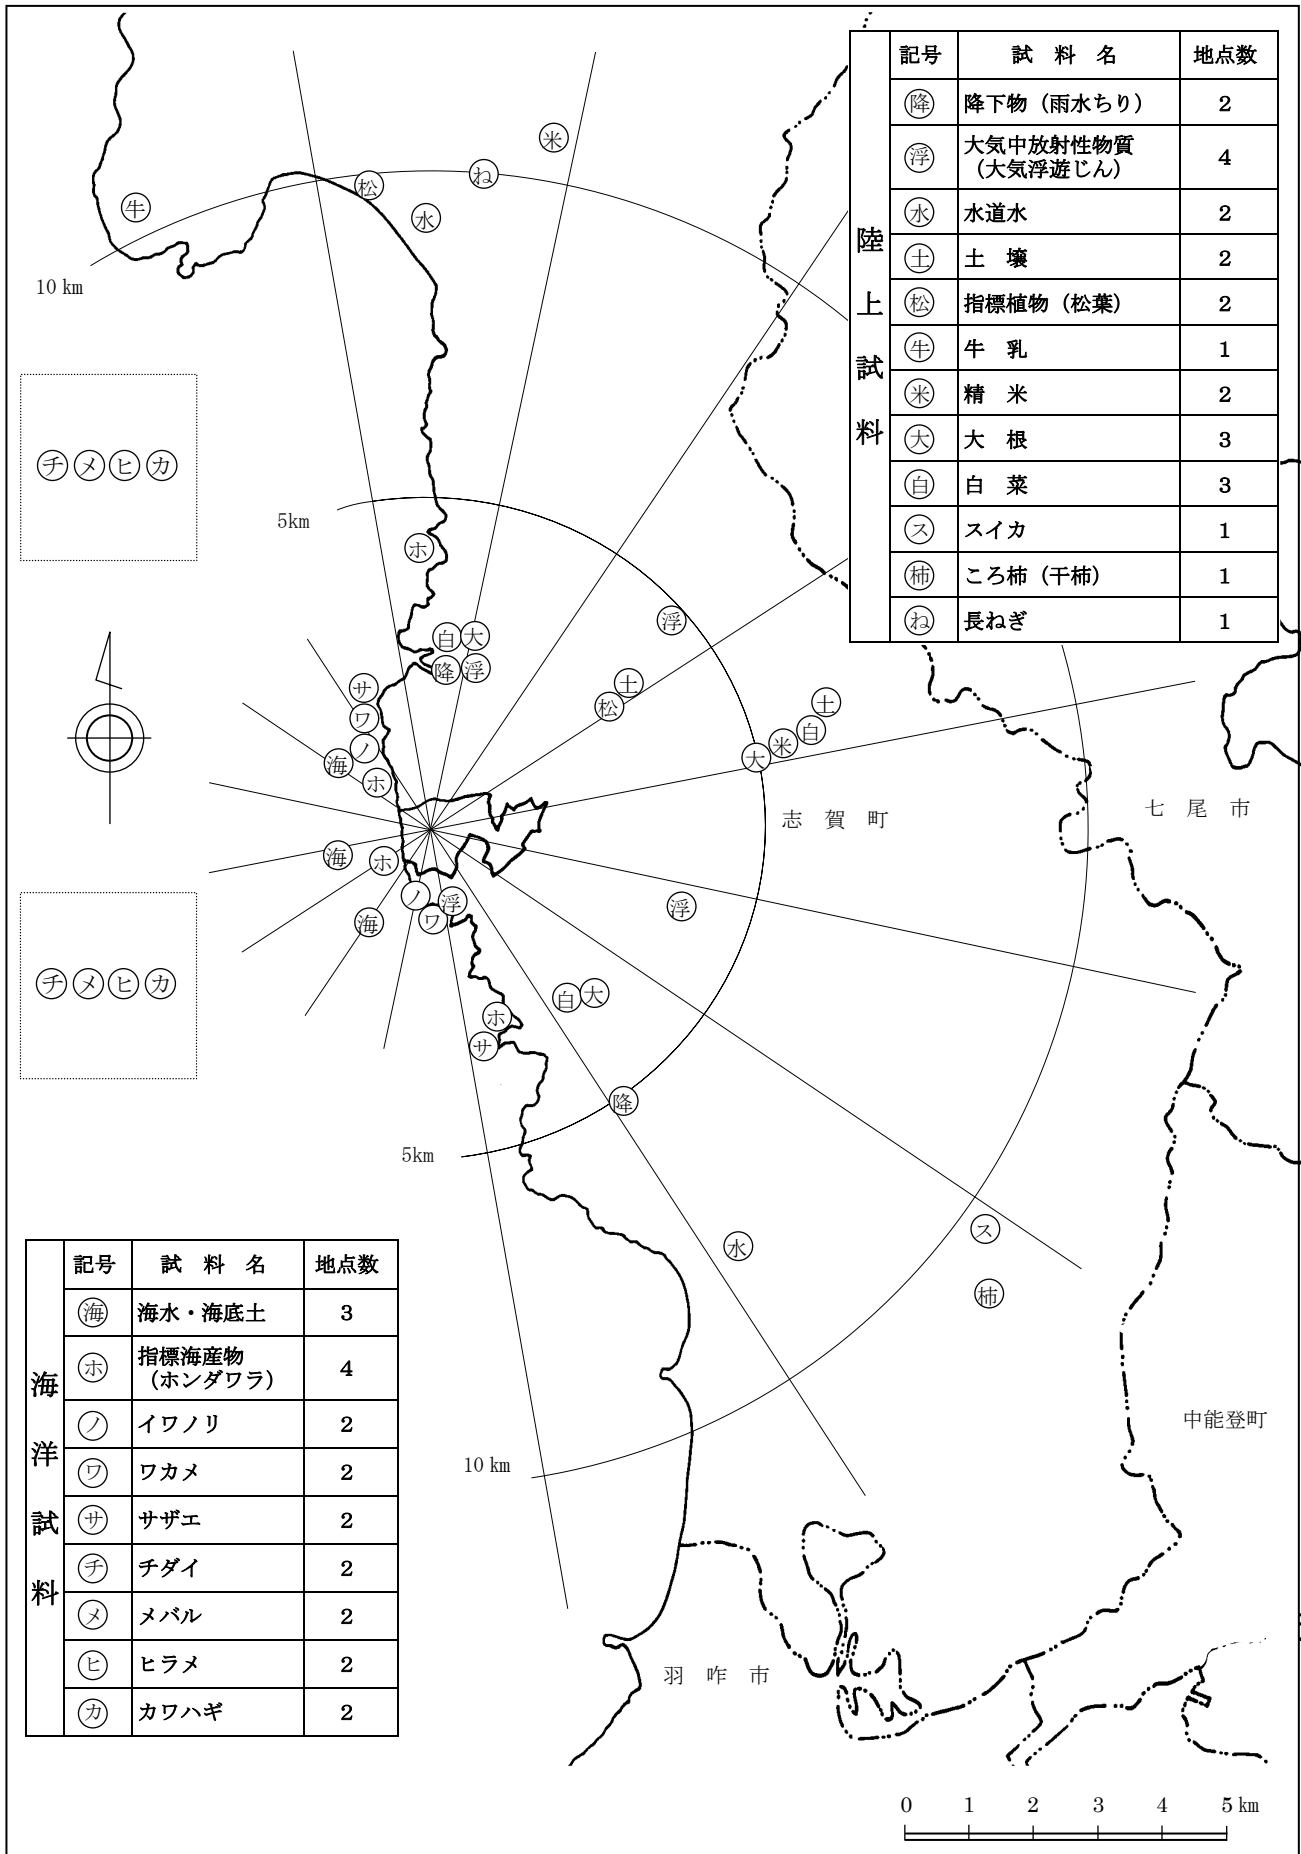 記号 試料名 地点数
陸上試料
降 降下物（雨水ちり） 2
浮 大気中放射性物質
（大気浮遊じん） 4
水 水道水 2
土 土壌 2
松 指標植物（松葉） 2
牛 牛乳 1
米 精米 2
大 大根 3
白 白菜 3
ス スイカ 1
柿 ころ柿（干柿） 1
ね 長ねぎ 1
米
ね
松
水
牛
10 km
チ メ ヒ カ
5km
ホ
浮
白 大
降 浮
土
松
サ
ワ
ノ
海
ホ
土
白
米
大
志賀町
七尾市
海
ホ
ノ
浮
ワ
海
浮
チ メ ヒ カ
白 大
ホ
サ
降
5km
ス
水
柿
中能登町
10 km
羽咋市
記号 試料名 地点数
海洋試料
海 海水・海底土 3
ホ 指標海産物
（ホンダワラ） 4
ノ イワノリ 2
ワ ワカメ 2
サ サザエ 2
チ チダイ 2
メ メバル 2
ヒ ヒラメ 2
カ カワハギ 2
0 1 2 3 4 5 km